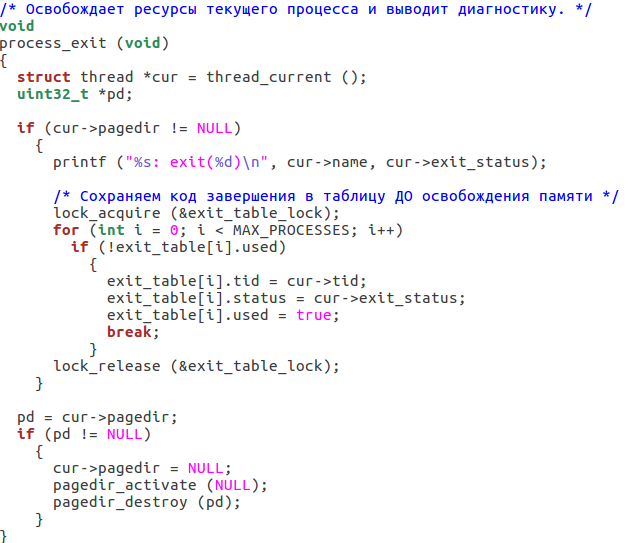 /* Освобождает ресурсы текущего процесса и выводит диагностику. */
void
process_exit (void)
{
  struct thread *cur = thread_current ();
  uint32_t *pd;

  if (cur->pagedir != NULL)
    {
      printf ("%s: exit(%d)\n", cur->name, cur->exit_status);

      /* Сохраняем код завершения в таблицу ДО освобождения памяти */
      lock_acquire (&exit_table_lock);
      for (int i = 0; i < MAX_PROCESSES; i++)
        if (!exit_table[i].used)
          {
            exit_table[i].tid = cur->tid;
            exit_table[i].status = cur->exit_status;
            exit_table[i].used = true;
            break;
          }
      lock_release (&exit_table_lock);
    }

  pd = cur->pagedir;
  if (pd != NULL)
    {
      cur->pagedir = NULL;
      pagedir_activate (NULL);
      pagedir_destroy (pd);
    }
}